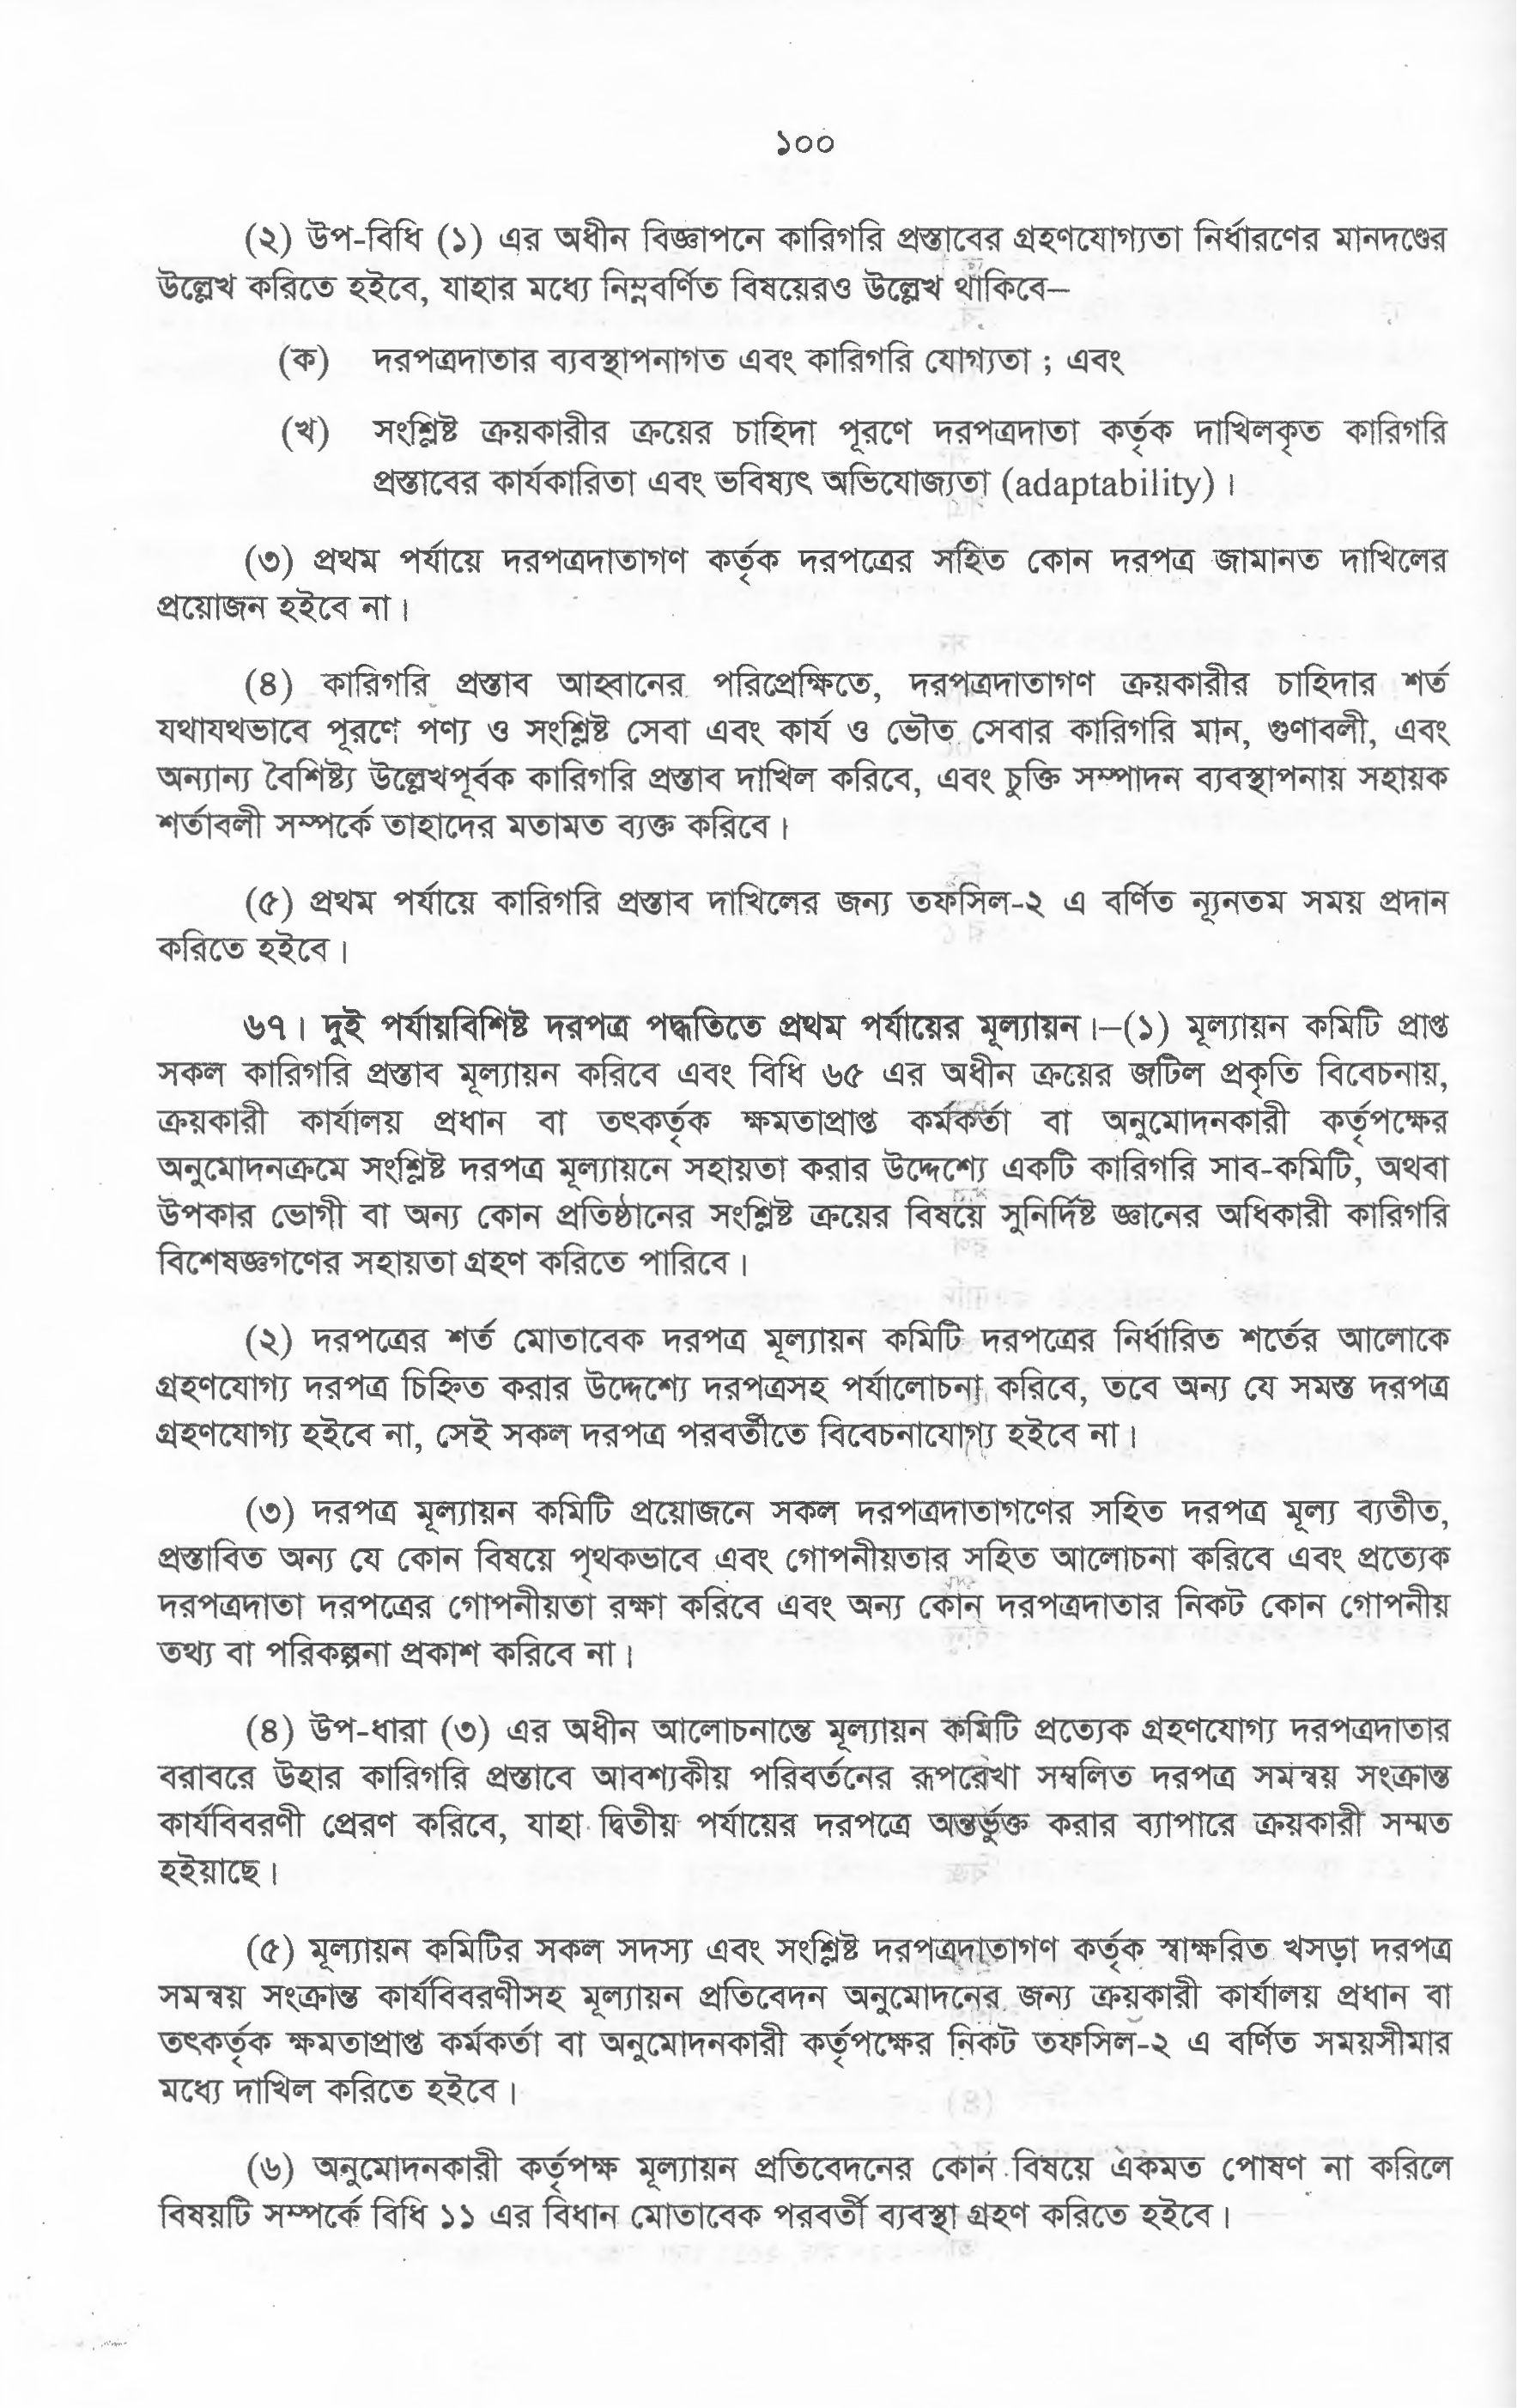 ১০০
(২) উপ-বিধি (১) এর অধীন বিজ্ঞাপনে কারিগরি প্রস্তাবের গ্রহণযোগ্যতা নির্ধারণের মানদণ্ডের
উল্লেখ করিতে হইবে, যাহার মধ্যে নিম্নবর্ণিত বিষয়েরও উল্লেখ থাকিবে–
(ক) দরপত্রদাতার ব্যবস্থাপনাগত এবং কারিগরি যোগ্যতা ; এবং
(খ) সংশ্লিষ্ট ক্রয়কারীর ক্রয়ের চাহিদা পূরণে দরপত্রদাতা কর্তৃক দাখিলকৃত কারিগরি
প্রস্তাবের কার্যকারিতা এবং ভবিষ্যৎ অভিযোজ্যতা (adaptability) ।
(৩) প্রথম পর্যায়ে দরপত্রদাতাগণ কর্তৃক দরপত্রের সহিত কোন দরপত্র জামানত দাখিলের
প্রয়োজন হইবে না।
(৪) কারিগরি প্রস্তাব আহ্বানের পরিপ্রেক্ষিতে, দরপত্রদাতাগণ ক্রয়কারীর চাহিদার শর্ত
যথাযথভাবে পূরণে পণ্য ও সংশ্লিষ্ট সেবা এবং কার্য ও ভৌত সেবার কারিগরি মান, গুণাবলী, এবং
অন্যান্য বৈশিষ্ট্য উল্লেখপূর্বক কারিগরি প্রস্তাব দাখিল করিবে, এবং চুক্তি সম্পাদন ব্যবস্থাপনায় সহায়ক
শর্তাবলী সম্পর্কে তাহাদের মতামত ব্যক্ত করিবে।
(৫) প্রথম পর্যায়ে কারিগরি প্রস্তাব দাখিলের জন্য তফসিল-২ এ বর্ণিত ন্যূনতম সময় প্রদান
করিতে হইবে।
৬৭। দুই পর্যায়বিশিষ্ট দরপত্র পদ্ধতিতে প্রথম পর্যায়ের মূল্যায়ন।–(১) মূল্যায়ন কমিটি প্রাপ্ত
সকল কারিগরি প্রস্তাব মূল্যায়ন করিবে এবং বিধি ৬৫ এর অধীন ক্রয়ের জটিল প্রকৃতি বিবেচনায়,
ক্রয়কারী কার্যালয় প্রধান বা তৎকর্তৃক ক্ষমতাপ্রাপ্ত কর্মকর্তা বা অনুমোদনকারী কর্তৃপক্ষের
অনুমোদনক্রমে সংশ্লিষ্ট দরপত্র মূল্যায়নে সহায়তা করার উদ্দেশ্যে একটি কারিগরি সাব-কমিটি, অথবা
উপকার ভোগী বা অন্য কোন প্রতিষ্ঠানের সংশ্লিষ্ট ক্রয়ের বিষয়ে সুনির্দিষ্ট জ্ঞানের অধিকারী কারিগরি
বিশেষজ্ঞগণের সহায়তা গ্রহণ করিতে পারিবে।
(২) দরপত্রের শর্ত মোতাবেক দরপত্র মূল্যায়ন কমিটি দরপত্রের নির্ধারিত শর্তের আলোকে
গ্রহণযোগ্য দরপত্র চিহ্নিত করার উদ্দেশ্যে দরপত্রসহ পর্যালোচনা করিবে, তবে অন্য যে সমস্ত দরপত্র
গ্রহণযোগ্য হইবে না, সেই সকল দরপত্র পরবর্তীতে বিবেচনাযোগ্য হইবে না।
(৩) দরপত্র মূল্যায়ন কমিটি প্রয়োজনে সকল দরপত্রদাতাগণের সহিত দরপত্র মূল্য ব্যতীত,
প্রস্তাবিত অন্য যে কোন বিষয়ে পৃথকভাবে এবং গোপনীয়তার সহিত আলোচনা করিবে এবং প্রত্যেক
দরপত্রদাতা দরপত্রের গোপনীয়তা রক্ষা করিবে এবং অন্য কোন দরপত্রদাতার নিকট কোন গোপনীয়
তথ্য বা পরিকল্পনা প্রকাশ করিবে না।
(৪) উপ-ধারা (৩) এর অধীন আলোচনান্তে মূল্যায়ন কমিটি প্রত্যেক গ্রহণযোগ্য দরপত্রদাতার
বরাবরে উহার কারিগরি প্রস্তাবে আবশ্যকীয় পরিবর্তনের রূপরেখা সম্বলিত দরপত্র সমন্বয় সংক্রান্ত
কার্যবিবরণী প্রেরণ করিবে, যাহা দ্বিতীয় পর্যায়ের দরপত্রে অন্তর্ভুক্ত করার ব্যাপারে ক্রয়কারী সম্মত
হইয়াছে।
(৫) মূল্যায়ন কমিটির সকল সদস্য এবং সংশ্লিষ্ট দরপত্রদাতাগণ কর্তৃক স্বাক্ষরিত খসড়া দরপত্র
সমন্বয় সংক্রান্ত কার্যবিবরণীসহ মূল্যায়ন প্রতিবেদন অনুমোদনের জন্য ক্রয়কারী কার্যালয় প্রধান বা
তৎকর্তৃক ক্ষমতাপ্রাপ্ত কর্মকর্তা বা অনুমোদনকারী কর্তৃপক্ষের নিকট তফসিল-২ এ বর্ণিত সময়সীমার
মধ্যে দাখিল করিতে হইবে।
(৬) অনুমোদনকারী কর্তৃপক্ষ মূল্যায়ন প্রতিবেদনের কোন বিষয়ে একমত পোষণ না করিলে
বিষয়টি সম্পর্কে বিধি ১১ এর বিধান মোতাবেক পরবর্তী ব্যবস্থা গ্রহণ করিতে হইবে।